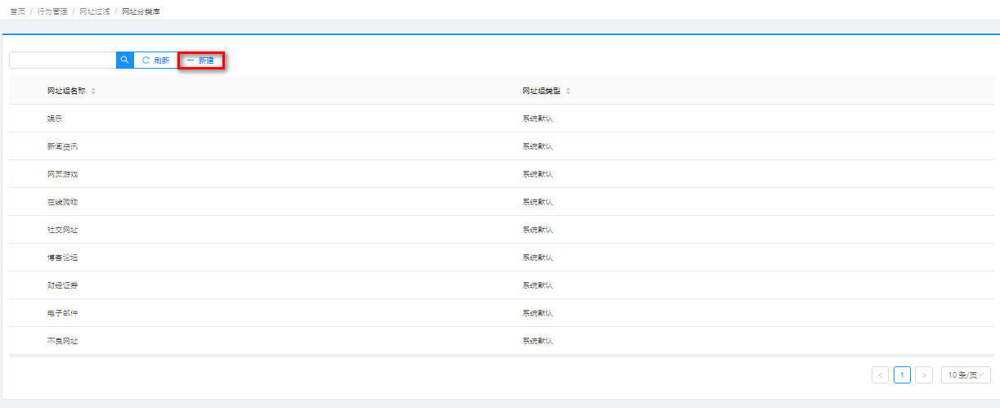 首页 / 行为管理 / 网址过滤 / 网址分类库
刷新 新建
网址组名称 网址组类型
娱乐 系统默认
新闻资讯 系统默认
网页游戏 系统默认
在线购物 系统默认
社交网址 系统默认
博客论坛 系统默认
财经证券 系统默认
电子邮件 系统默认
不良网址 系统默认
1 10 条/页